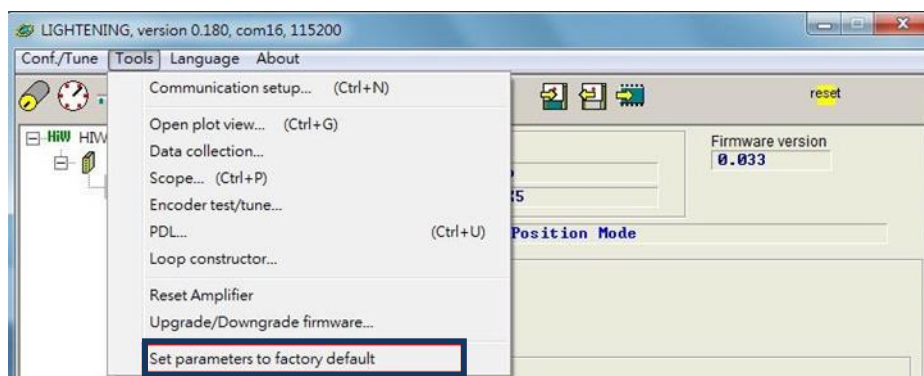 LIGHTENING, version 0.180, com16, 115200
Conf./Tune Tools Language About
reset
Communication setup... (Ctrl+N)
Open plot view... (Ctrl+G)
Data collection...
Scope... (Ctrl+P)
Encoder test/tune...
PDL... (Ctrl+U)
Loop constructor...
Reset Amplifier
Upgrade/Downgrade firmware...
Set parameters to factory default
HiW HIW
Firmware version
0.033
Position Mode